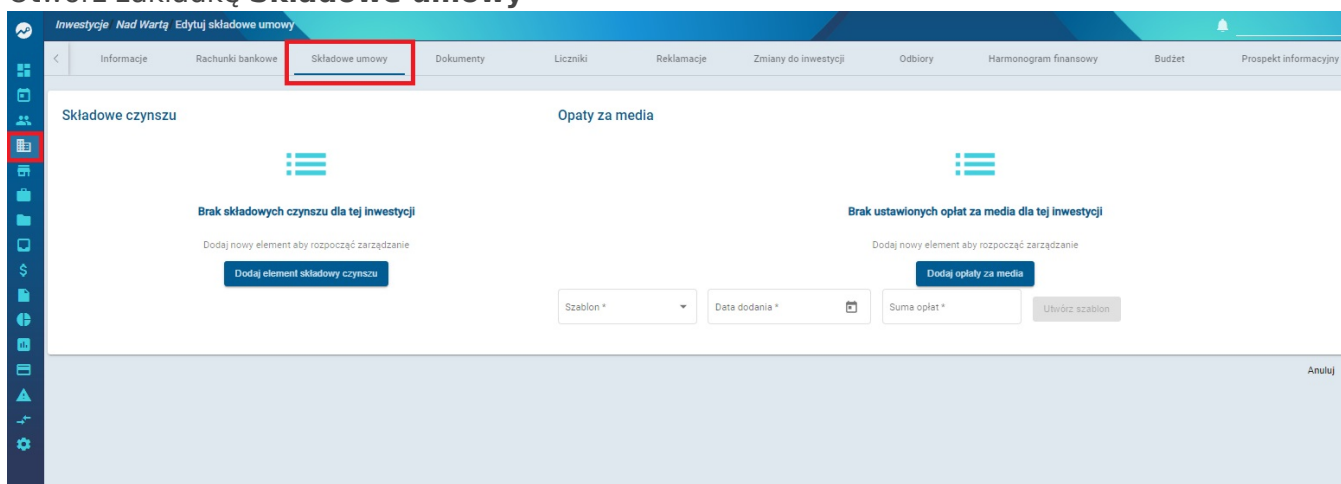 Otwórz zakładkę Składowe umowy
Inwestycje Nad Wartą Edytuj składowe umowy
Informacje Rachunki bankowe Składowe umowy Dokumenty Liczniki Reklamacje Zmiany do inwestycji Odbiory Harmonogram finansowy Budżet Prospekt informacyjny
Składowe czynszu Opaty za media
Brak składowych czynszu dla tej inwestycji Brak ustawionych opłat za media dla tej inwestycji
Dodaj nowy element aby rozpocząć zarządzanie Dodaj nowy element aby rozpocząć zarządzanie
Dodaj element składowy czynszu Dodaj opłaty za media
Szablon * Data dodania * Suma opłat * Utwórz szablon
Anuluj